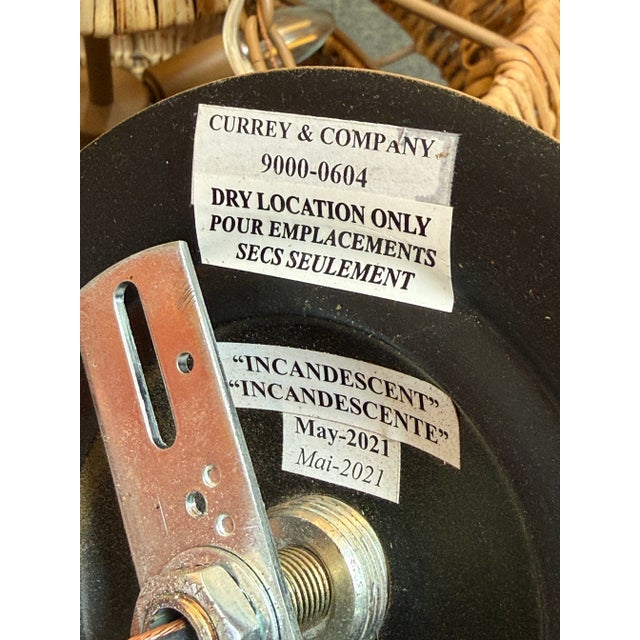 CURREY & COMPANY
9000-0604
DRY LOCATION ONLY
POUR EMPLACEMENTS
SECS SEULEMENT
“INCANDESCENT”
“INCANDESCENTE”
May-2021
Mai-2021